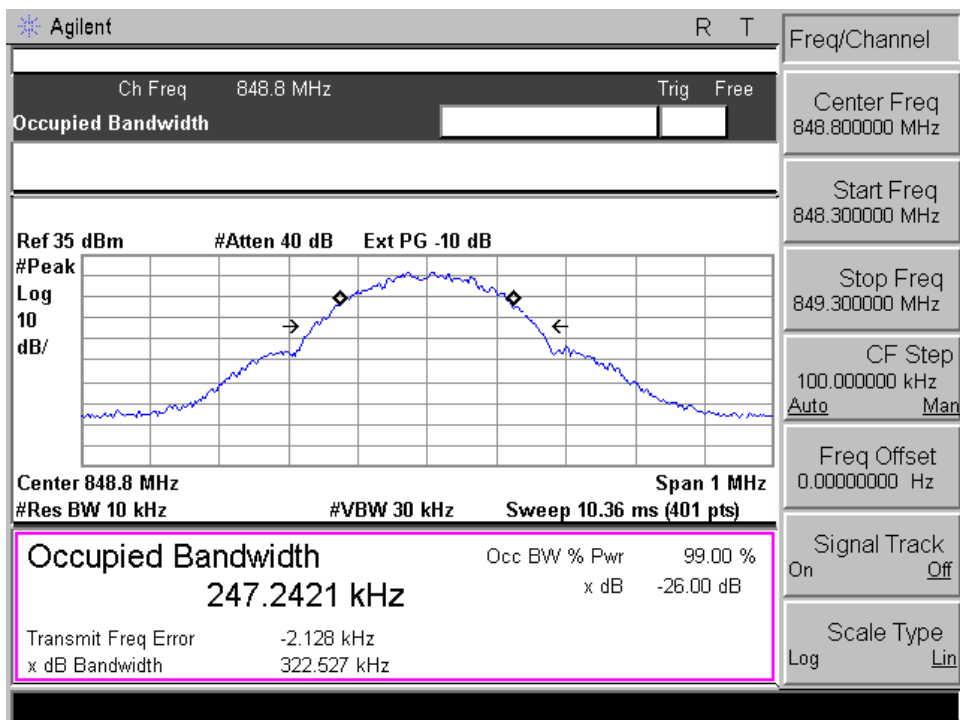 Agilent R T
Ch Freq 848.8 MHz Trig Free
Occupied Bandwidth
Ref 35 dBm #Atten 40 dB Ext PG -10 dB
#Peak
Log
10
dB/
Center 848.8 MHz Span 1 MHz
#Res BW 10 kHz #VBW 30 kHz Sweep 10.36 ms (401 pts)
Occupied Bandwidth
247.2421 kHz
Occ BW % Pwr 99.00 %
x dB -26.00 dB
Transmit Freq Error -2.128 kHz
x dB Bandwidth 322.527 kHz
Freq/Channel
Center Freq
848.800000 MHz
Start Freq
848.300000 MHz
Stop Freq
849.300000 MHz
CF Step
100.000000 kHz
Auto Man
Freq Offset
0.00000000 Hz
Signal Track
On Off
Scale Type
Log Lin